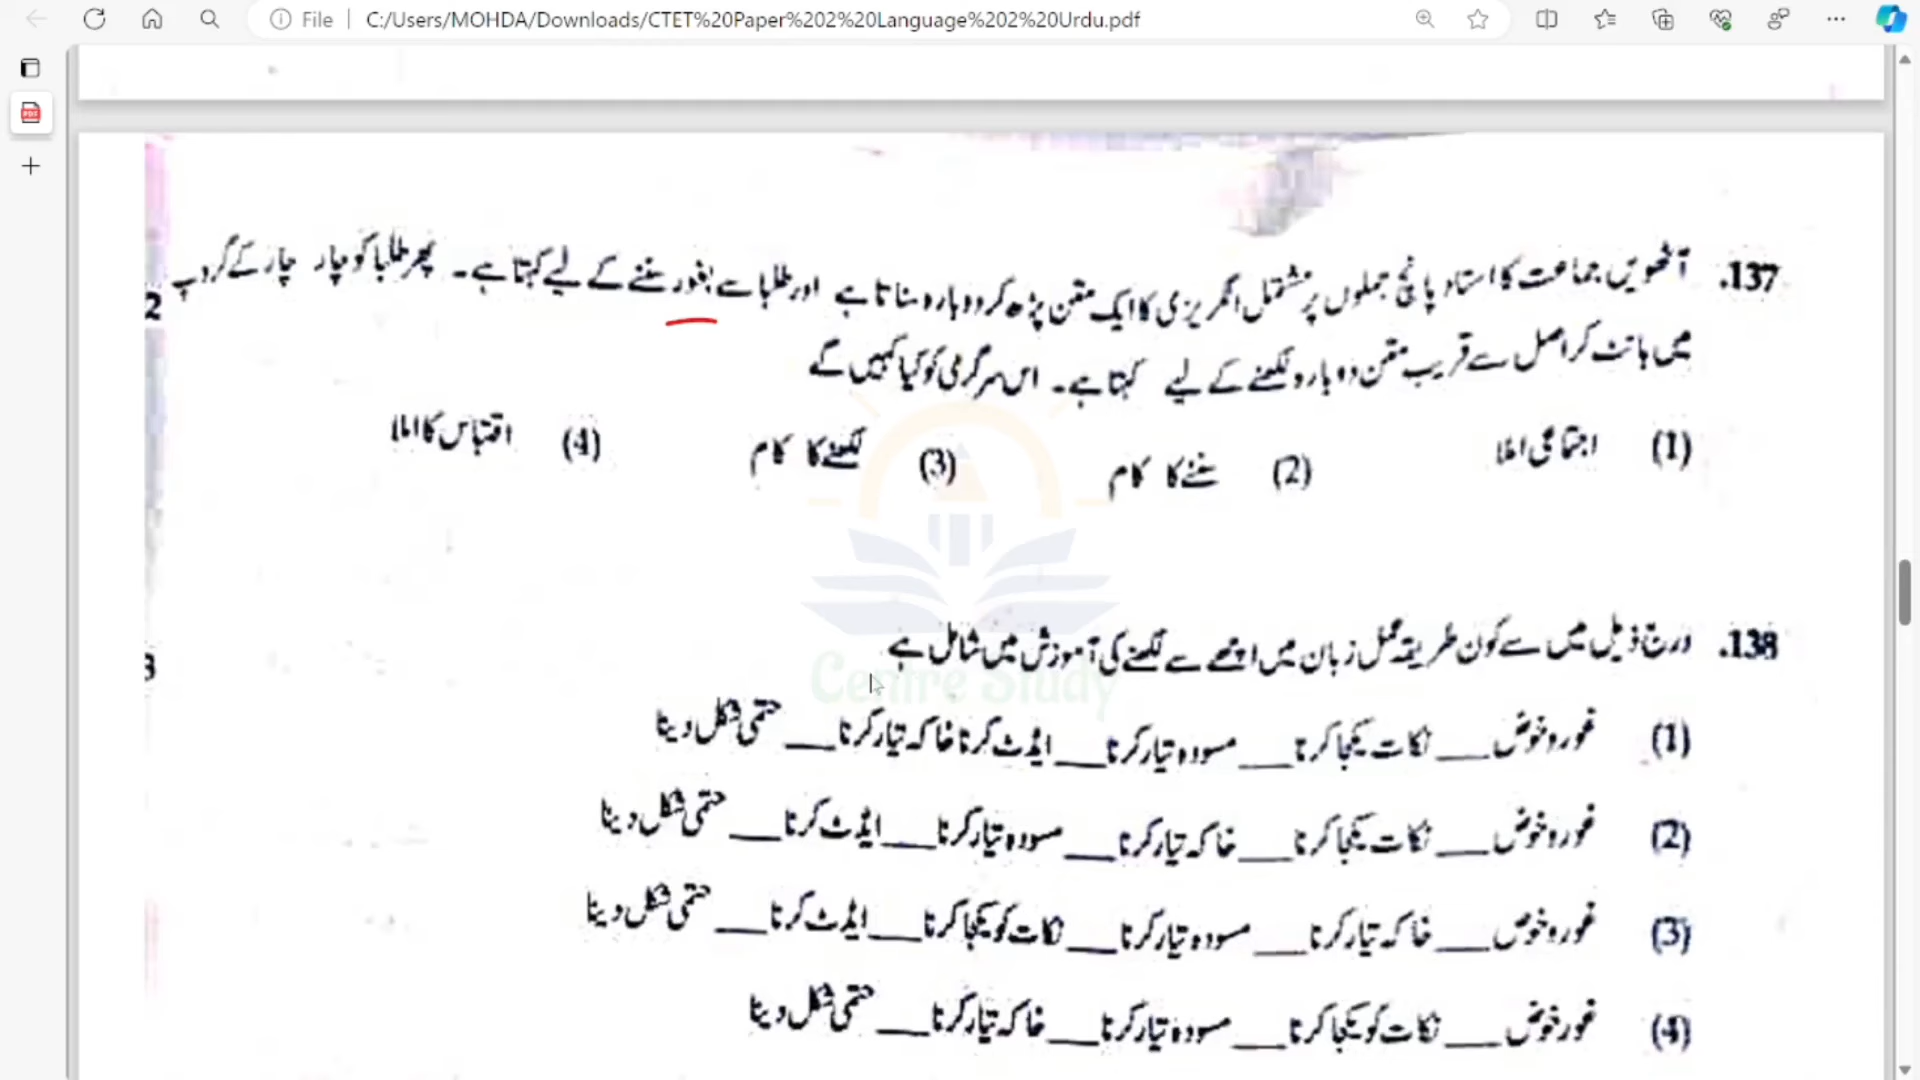 File | C:/Users/MOHDA/Downloads/CTET%20Paper%202%20Language%202%20Urdu.pdf
137. آٹھویں جماعت کا استاد پانچ جملوں پر مشتمل انگریزی کا ایک متن پڑھ کر دوبارہ سناتا ہے اور طلبا سے بغور سننے کے لیے کہتا ہے۔ پھر طلبا کو چار چار کے گروپ
2
میں بانٹ کر اصل سے قریب متن دوبارہ لکھنے کے لیے کہتا ہے۔ اس سرگرمی کو کیا کہیں گے
(1) اجتماعی املا (2) سننے کا کام (3) لکھنے کا کام (4) اقتباس کا املا
138. درج ذیل میں سے کون طریقہ عمل زبان میں اچھے سے لکھنے کی آموزش میں شامل ہے
3
Centre Study
(1) غور و خوض ___ نکات یکجا کرنا ___ مسودہ تیار کرنا ___ ایڈٹ کرنا خاکہ تیار کرنا ___ حتمی شکل دینا
(2) غور و خوض ___ نکات یکجا کرنا ___ خاکہ تیار کرنا ___ مسودہ تیار کرنا ___ ایڈٹ کرنا ___ حتمی شکل دینا
(3) غور و خوص ___ خاکہ تیار کرنا ___ مسودہ تیار کرنا ___ نکات کو یکجا کرنا ___ ایڈٹ کرنا ___ حتمی شکل دینا
(4) غور خوض ___ نکات کو یکجا کرنا ___ مسودہ تیار کرنا ___ خاکہ تیار کرنا ___ حتمی شکل دینا